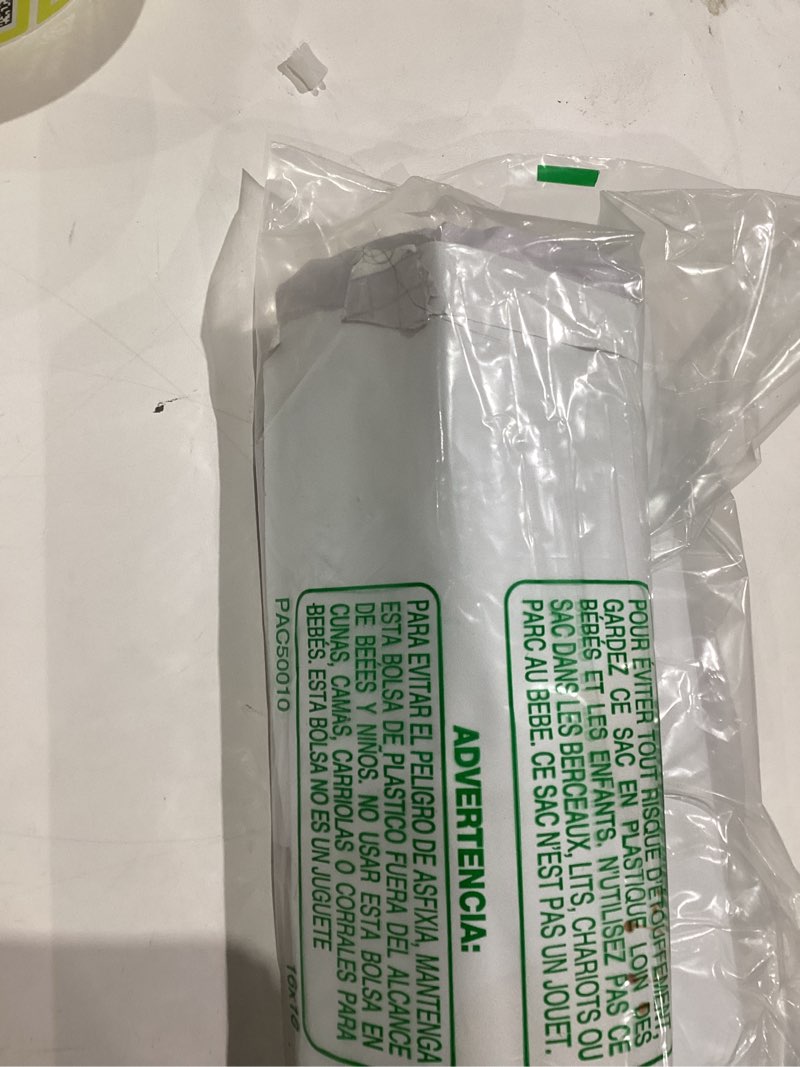 POUR ÉVITER TOUT RISQUE D'ÉTOUFFEMENT,
GARDEZ CE SAC EN PLASTIQUE LOIN DES
BÉBÉS ET LES ENFANTS. N'UTILISEZ PAS CE
SAC DANS LES BERCEAUX, LITS, CHARIOTS OU
PARC AU BEBE. CE SAC N'EST PAS UN JOUET.
ADVERTENCIA:
PARA EVITAR EL PELIGRO DE ASFIXIA, MANTENGA
ESTA BOLSA DE PLASTICO FUERA DEL ALCANCE
DE BEEES Y NIÑOS. NO USAR ESTA BOLSA EN
CUNAS, CAMAS, CARRIOLAS O CORRALES PARA
BEBÉS. ESTA BOLSA NO ES UN JUGUETE
PAC50010